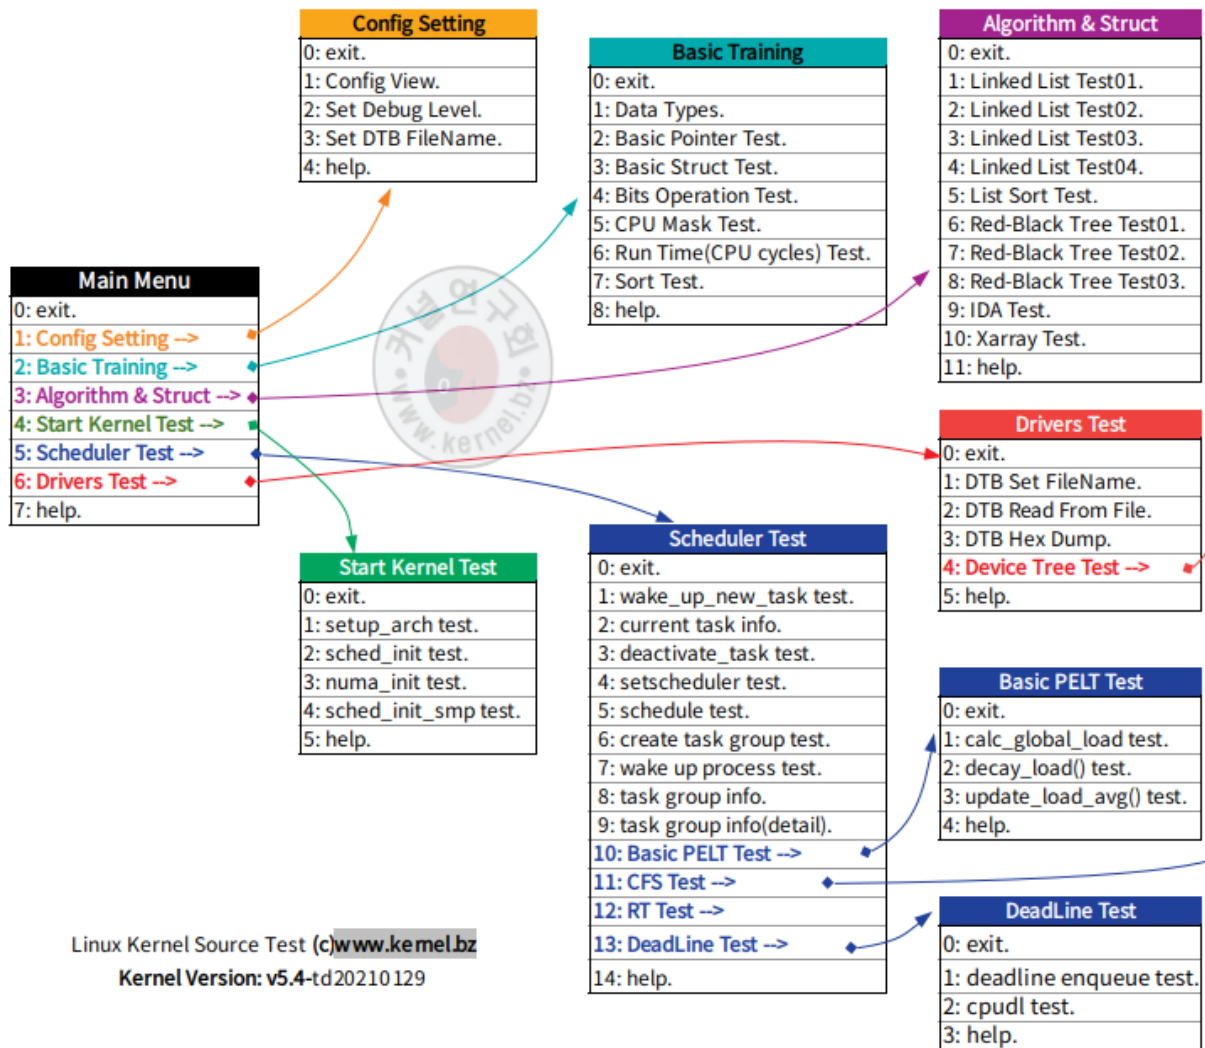 Config Setting
0: exit.
1: Config View.
2: Set Debug Level.
3: Set DTB FileName.
4: help.
Basic Training
0: exit.
1: Data Types.
2: Basic Pointer Test.
3: Basic Struct Test.
4: Bits Operation Test.
5: CPU Mask Test.
6: Run Time(CPU cycles) Test.
7: Sort Test.
8: help.
Algorithm & Struct
0: exit.
1: Linked List Test01.
2: Linked List Test02.
3: Linked List Test03.
4: Linked List Test04.
5: List Sort Test.
6: Red-Black Tree Test01.
7: Red-Black Tree Test02.
8: Red-Black Tree Test03.
9: IDA Test.
10: Xarray Test.
11: help.
Main Menu
0: exit.
1: Config Setting -->
2: Basic Training -->
3: Algorithm & Struct -->
4: Start Kernel Test -->
5: Scheduler Test -->
6: Drivers Test -->
7: help.
커널연구회
www.kernel.bz
Drivers Test
0: exit.
1: DTB Set FileName.
2: DTB Read From File.
3: DTB Hex Dump.
4: Device Tree Test -->
5: help.
Start Kernel Test
0: exit.
1: setup_arch test.
2: sched_init test.
3: numa_init test.
4: sched_init_smp test.
5: help.
Scheduler Test
0: exit.
1: wake_up_new_task test.
2: current task info.
3: deactivate_task test.
4: setscheduler test.
5: schedule test.
6: create task group test.
7: wake up process test.
8: task group info.
9: task group info(detail).
10: Basic PELT Test -->
11: CFS Test -->
12: RT Test -->
13: DeadLine Test -->
14: help.
Basic PELT Test
0: exit.
1: calc_global_load test.
2: decay_load() test.
3: update_load_avg() test.
4: help.
DeadLine Test
0: exit.
1: deadline enqueue test.
2: cpudl test.
3: help.
Linux Kernel Source Test (c)www.kernel.bz
Kernel Version: v5.4-td20210129